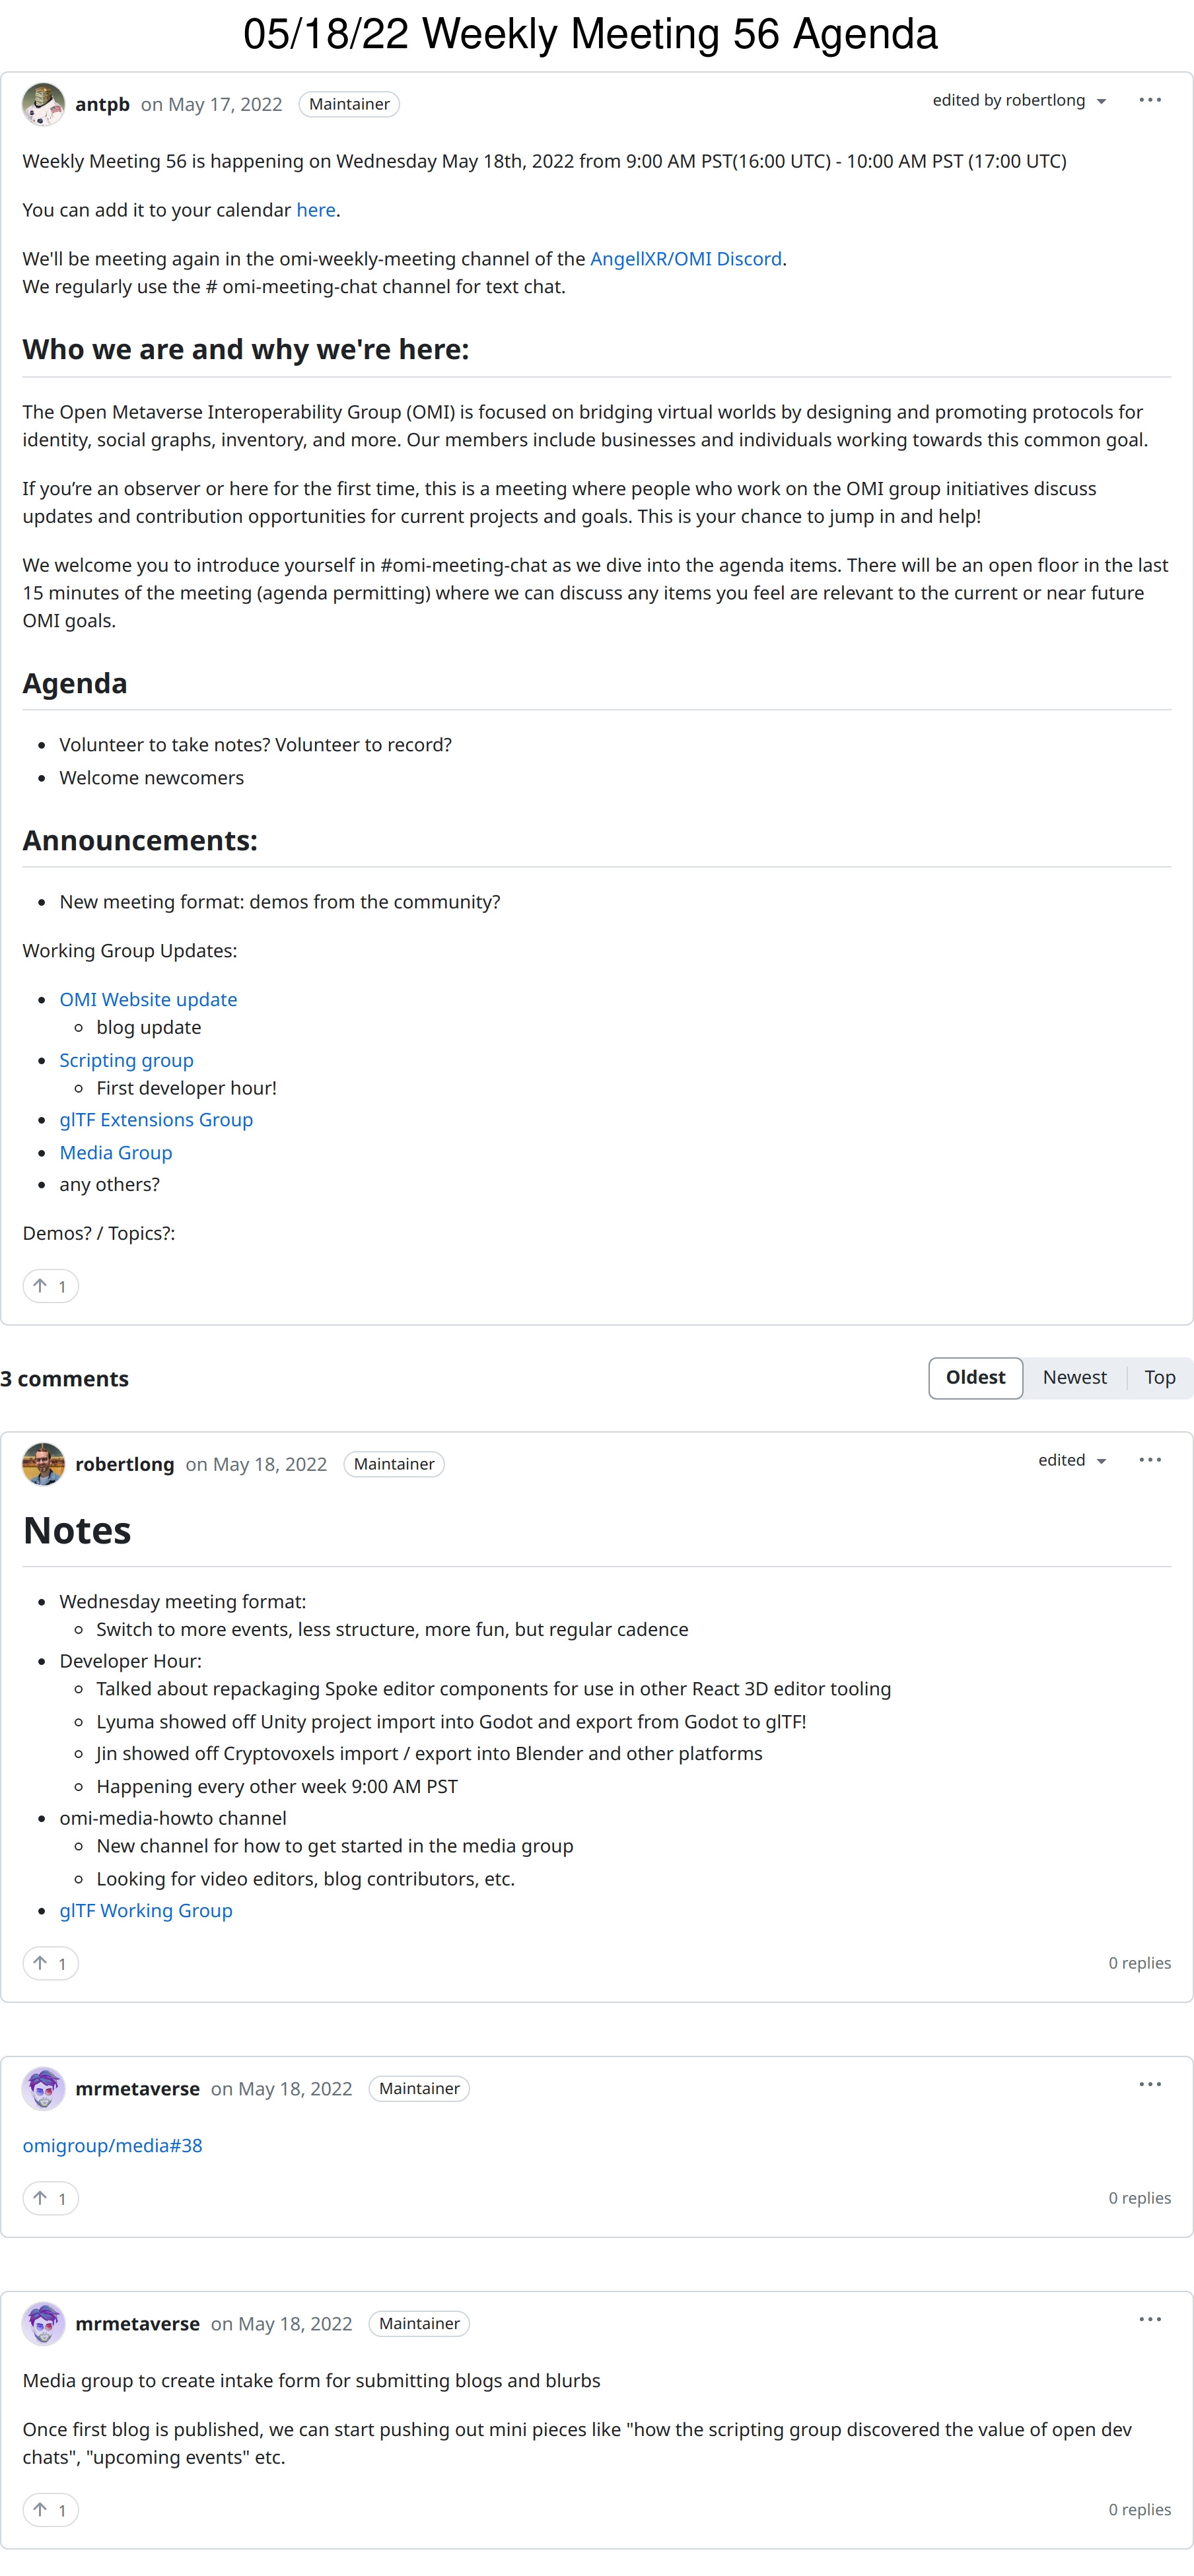 05/18/22 Weekly Meeting 56 Agenda
antpb on May 17, 2022 Maintainer edited by robertlong
Weekly Meeting 56 is happening on Wednesday May 18th, 2022 from 9:00 AM PST(16:00 UTC) - 10:00 AM PST (17:00 UTC)
You can add it to your calendar here.
We'll be meeting again in the omi-weekly-meeting channel of the AngellXR/OMI Discord.
We regularly use the # omi-meeting-chat channel for text chat.
Who we are and why we're here:
The Open Metaverse Interoperability Group (OMI) is focused on bridging virtual worlds by designing and promoting protocols for
identity, social graphs, inventory, and more. Our members include businesses and individuals working towards this common goal.
If you’re an observer or here for the first time, this is a meeting where people who work on the OMI group initiatives discuss
updates and contribution opportunities for current projects and goals. This is your chance to jump in and help!
We welcome you to introduce yourself in #omi-meeting-chat as we dive into the agenda items. There will be an open floor in the last
15 minutes of the meeting (agenda permitting) where we can discuss any items you feel are relevant to the current or near future
OMI goals.
Agenda
Volunteer to take notes? Volunteer to record?
Welcome newcomers
Announcements:
New meeting format: demos from the community?
Working Group Updates:
OMI Website update
blog update
Scripting group
First developer hour!
glTF Extensions Group
Media Group
any others?
Demos? / Topics?:
1
3 comments Oldest Newest Top
robertlong on May 18, 2022 Maintainer edited
Notes
Wednesday meeting format:
Switch to more events, less structure, more fun, but regular cadence
Developer Hour:
Talked about repackaging Spoke editor components for use in other React 3D editor tooling
Lyuma showed off Unity project import into Godot and export from Godot to glTF!
Jin showed off Cryptovoxels import / export into Blender and other platforms
Happening every other week 9:00 AM PST
omi-media-howto channel
New channel for how to get started in the media group
Looking for video editors, blog contributors, etc.
glTF Working Group
1 0 replies
mrmetaverse on May 18, 2022 Maintainer
omigroup/media#38
1 0 replies
mrmetaverse on May 18, 2022 Maintainer
Media group to create intake form for submitting blogs and blurbs
Once first blog is published, we can start pushing out mini pieces like "how the scripting group discovered the value of open dev
chats", "upcoming events" etc.
1 0 replies